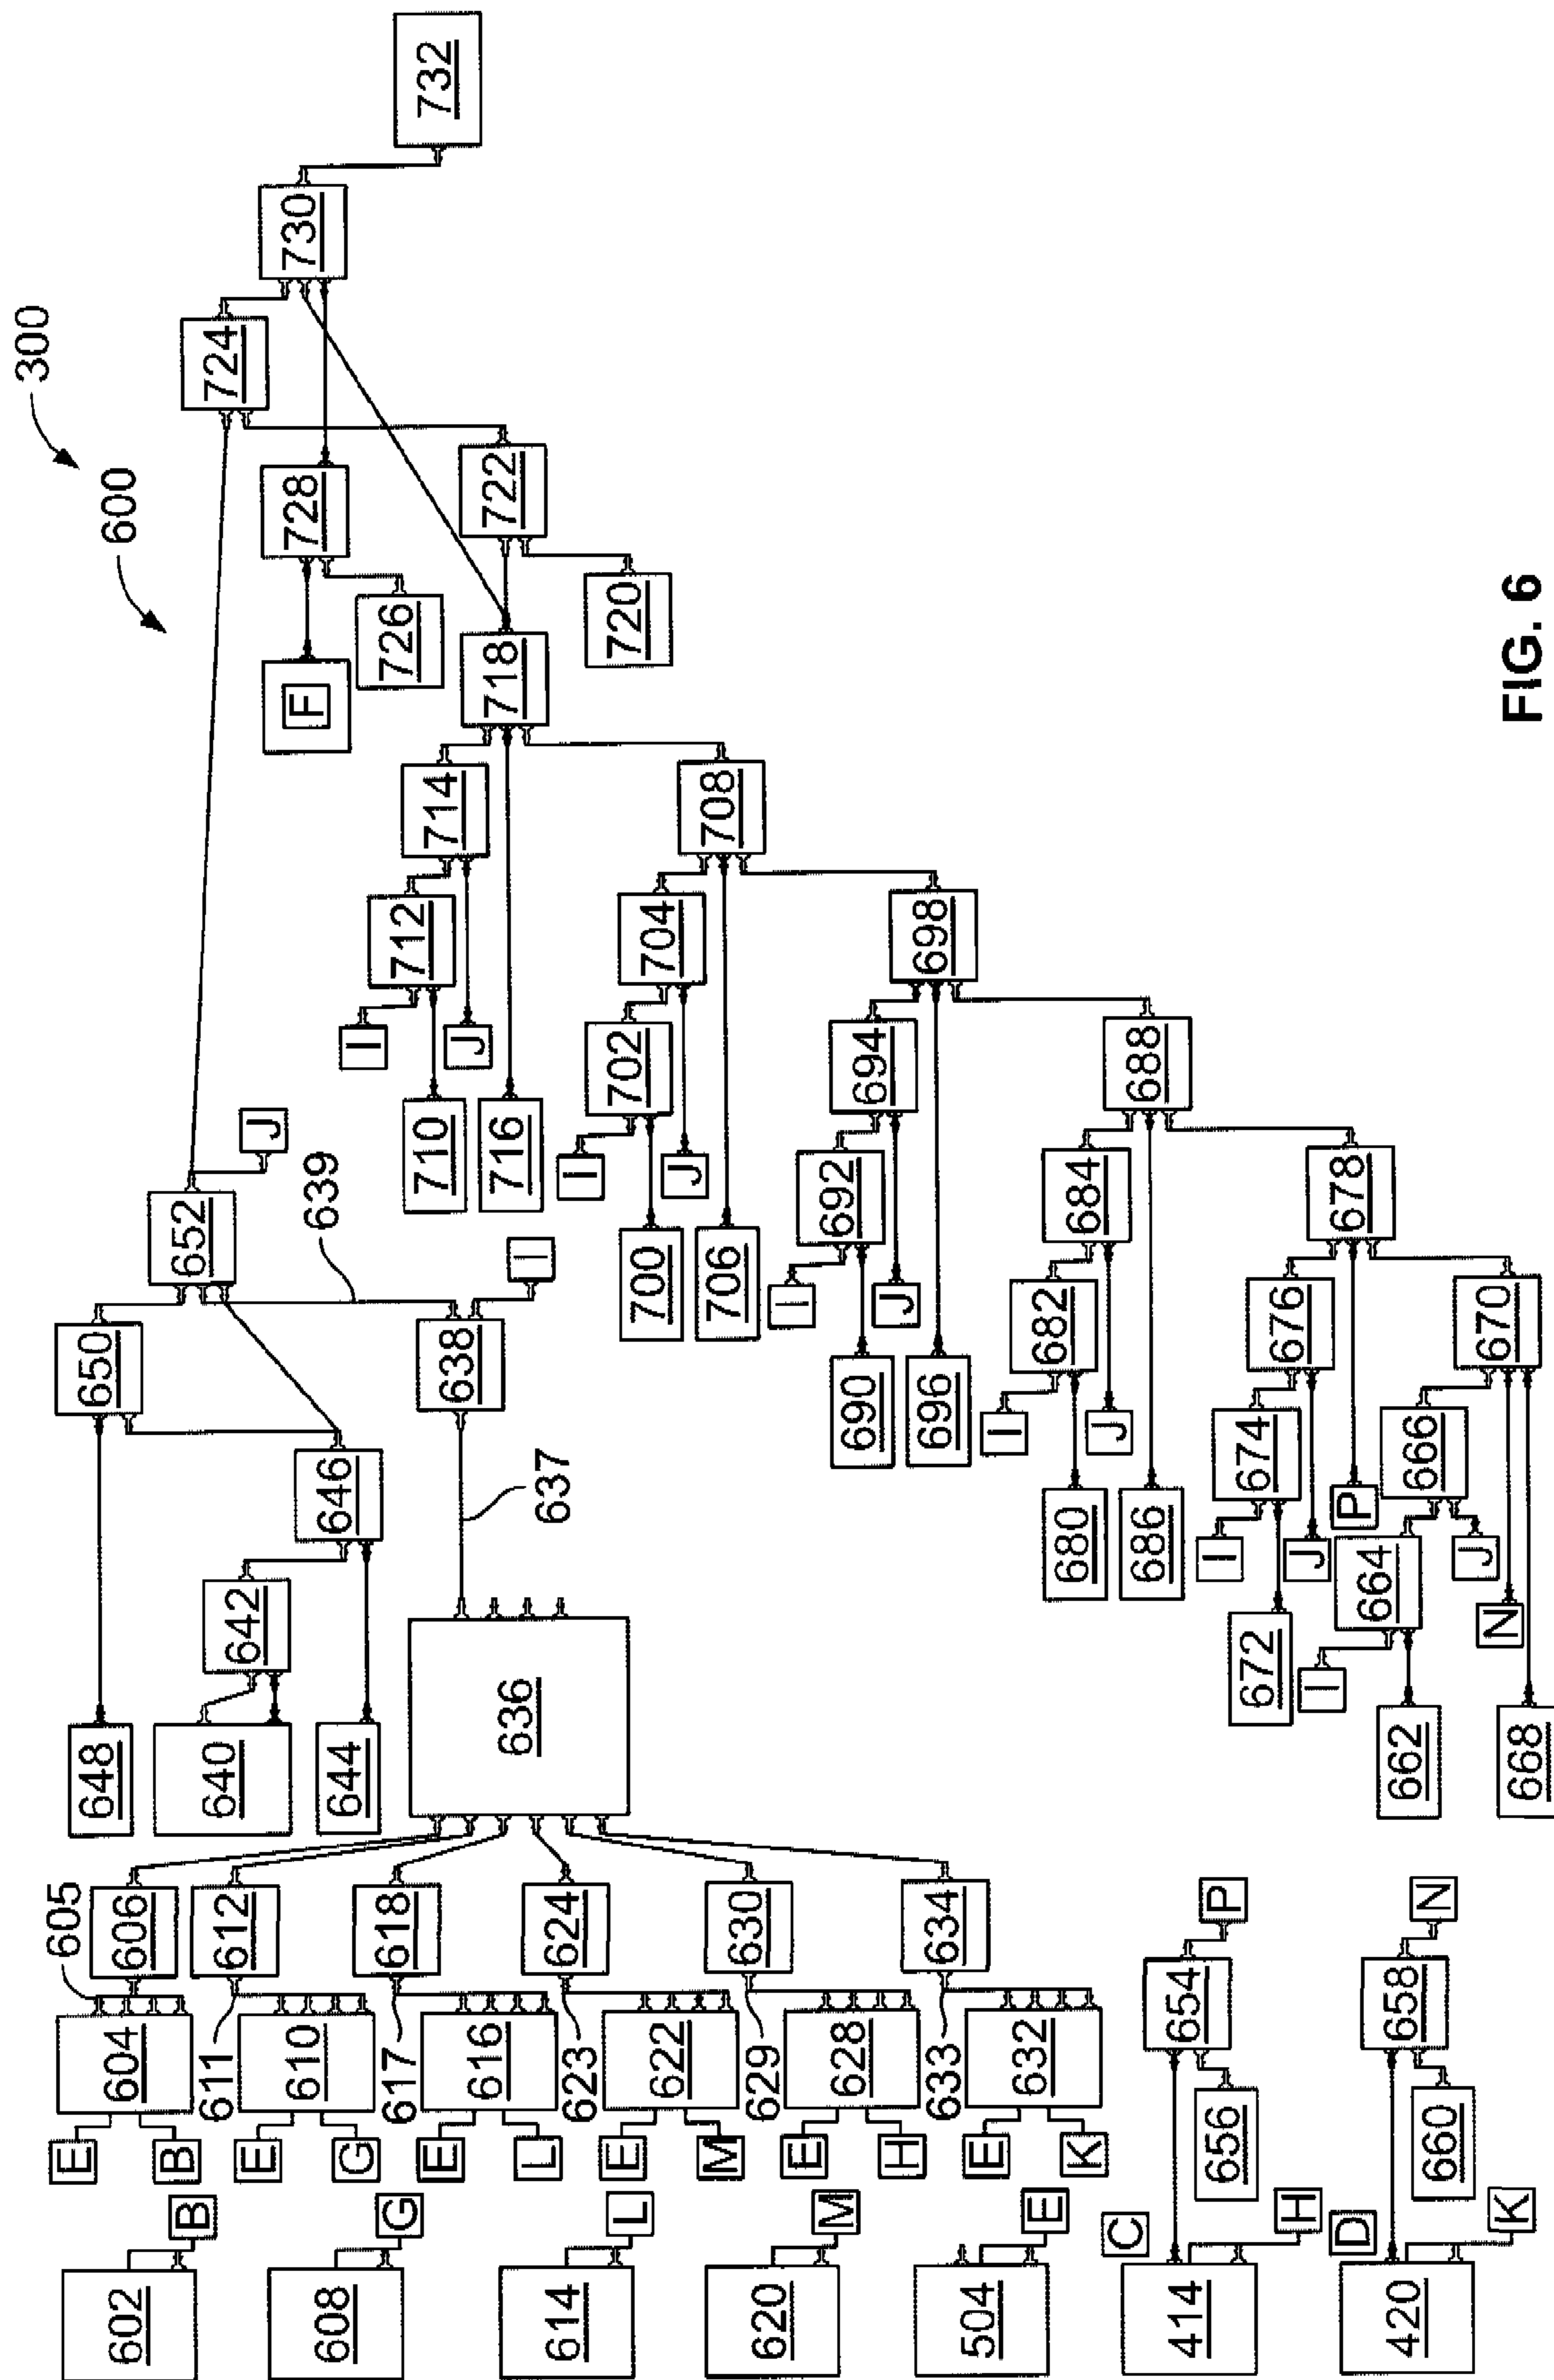 300
600
732
730
724
728
722
F
726
720
718
714
708
712
704
698
I
J
702
694
688
710
716
I
J
692
684
678
700
706
I
J
682
676
670
690
696
I
J
674
666
680
686
I
J
P
664
J
672
I
N
662
668
652
J
639
650
638
I
646
637
642
648
640
644
636
605
606
612
618
624
630
634
604
611
610
617
616
623
622
629
628
633
632
E
B
E
G
E
L
E
M
E
H
E
K
654
P
658
N
656
660
602
B
608
G
614
L
620
M
504
E
414
C
H
420
D
K
FIG. 6